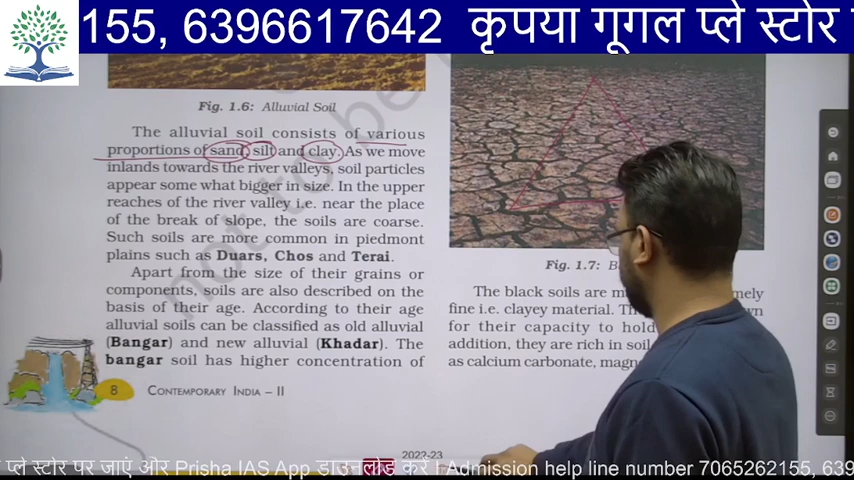 155, 6396617642 कृपया गूगल प्ले स्टोर
Fig. 1.6: Alluvial Soil
The alluvial soil consists of various
proportions of sand, silt and clay. As we move
inlands towards the river valleys, soil particles
appear some what bigger in size. In the upper
reaches of the river valley i.e. near the place
of the break of slope, the soils are coarse.
Such soils are more common in piedmont
plains such as Duars, Chos and Terai.
Apart from the size of their grains or
components, soils are also described on the
basis of their age. According to their age
alluvial soils can be classified as old alluvial
(Bangar) and new alluvial (Khadar). The
bangar soil has higher concentration of
not to be
Fig. 1.7: B
The black soils are m
fine i.e. clayey material. Th
for their capacity to hold
addition, they are rich in soil
as calcium carbonate, magn
8 CONTEMPORARY INDIA – II
2022-23
प्ले स्टोर पर जाएं और Prisha IAS App डाउनलोड करें । Admission help line number 7065262155, 639